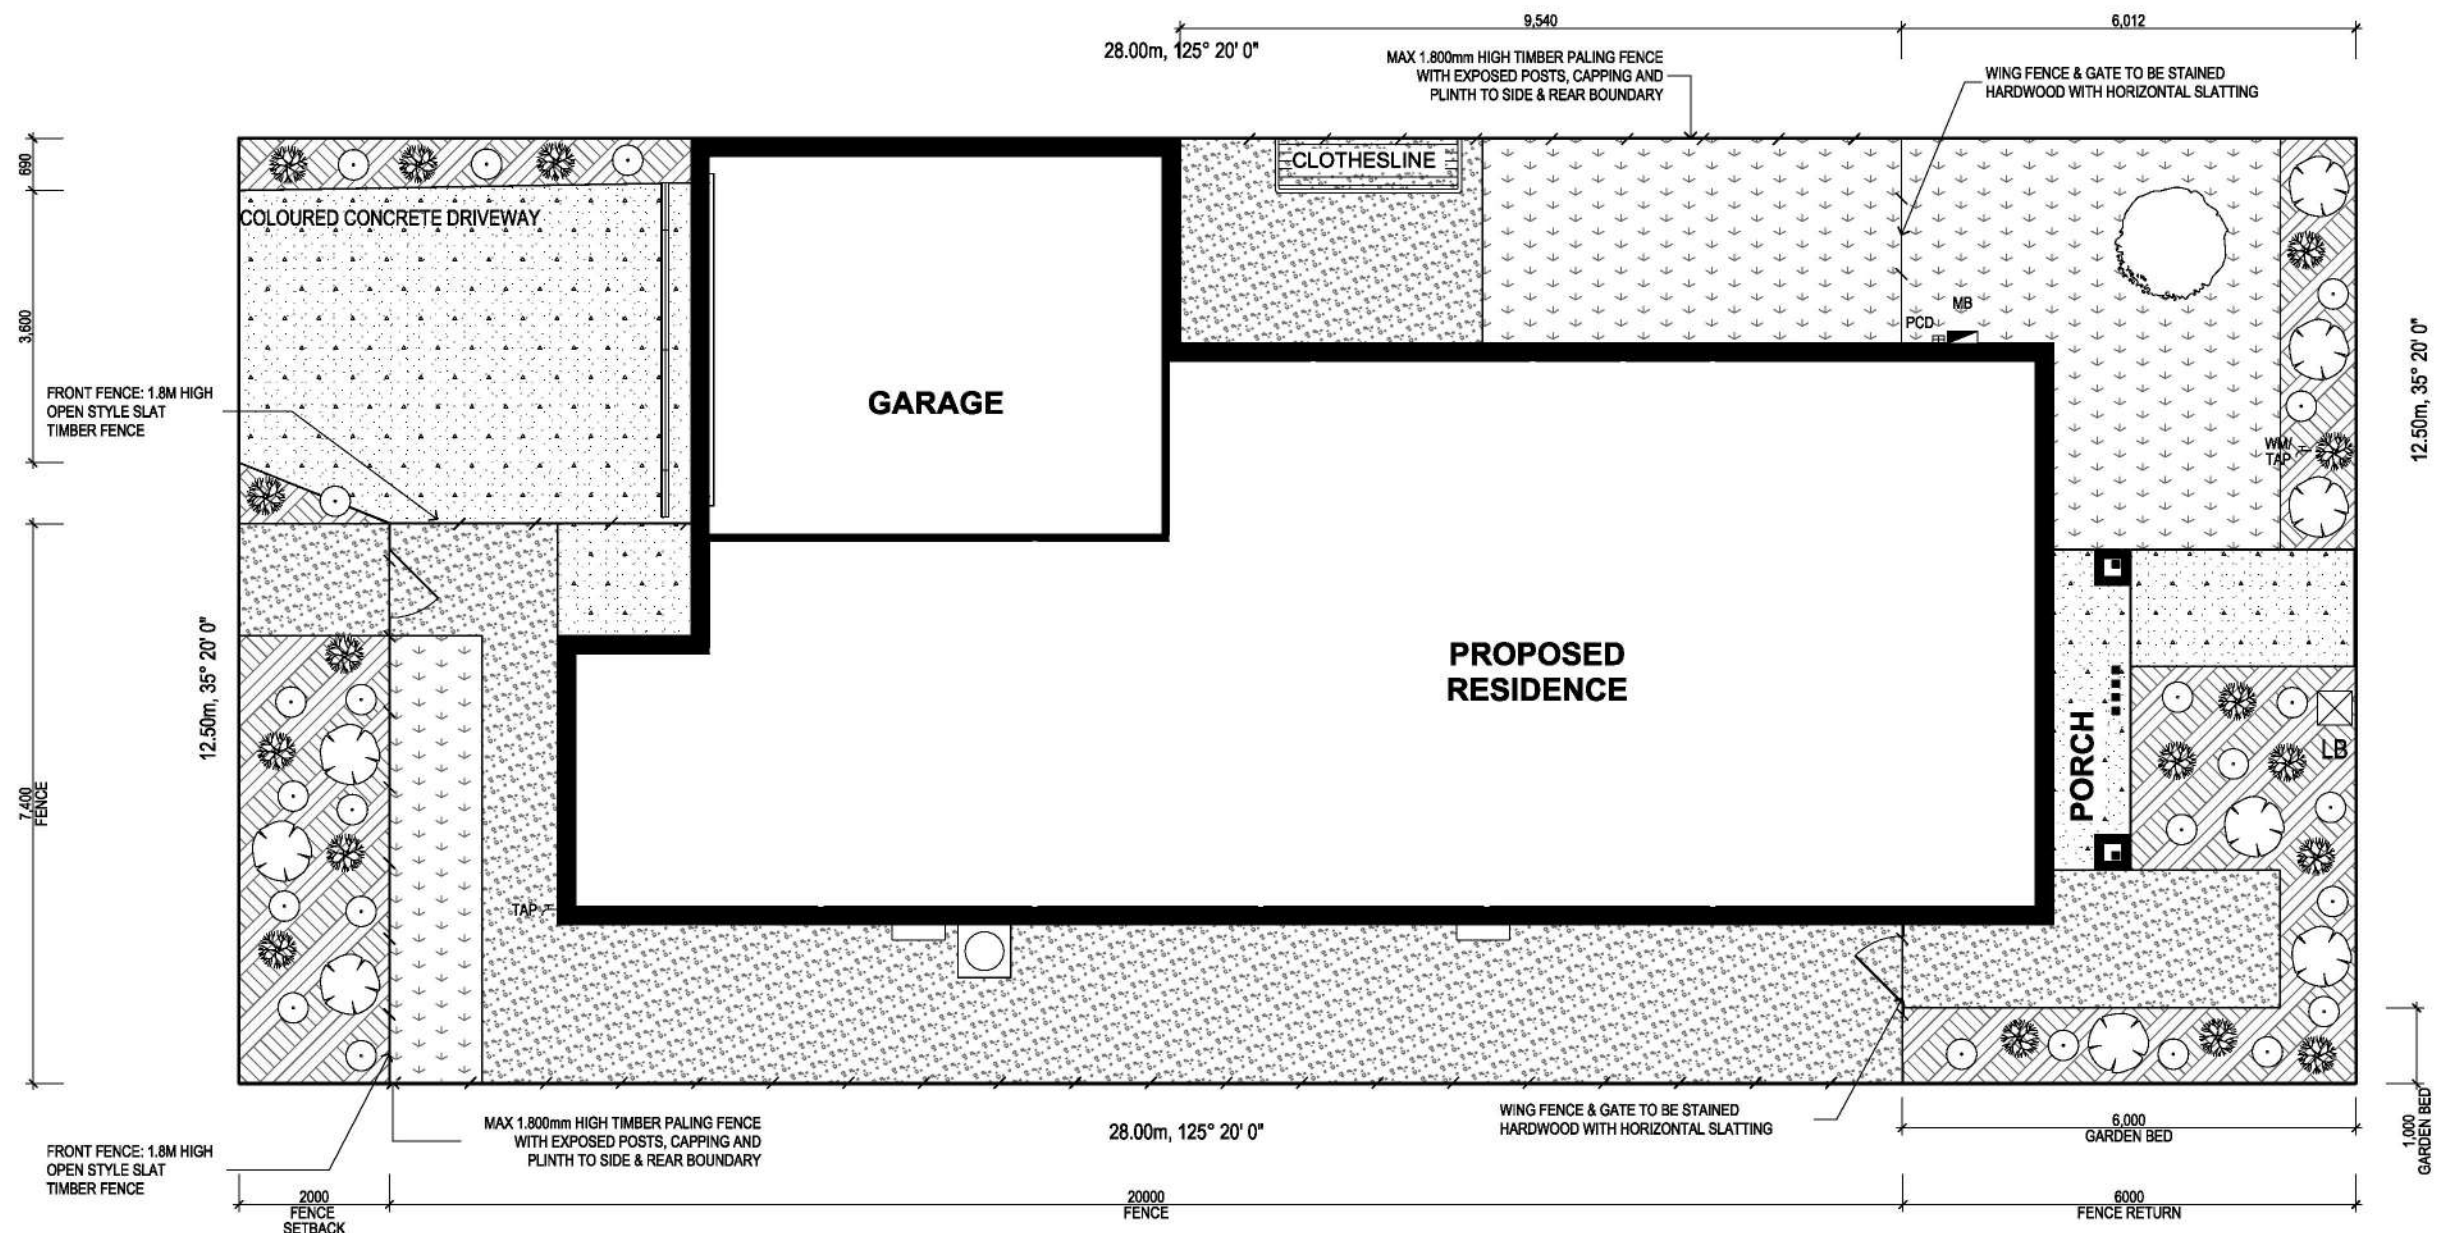 9,540
6,012
28.00m, 125° 20' 0"
MAX 1.800mm HIGH TIMBER PALING FENCE
WITH EXPOSED POSTS, CAPPING AND
PLINTH TO SIDE & REAR BOUNDARY
WING FENCE & GATE TO BE STAINED
HARDWOOD WITH HORIZONTAL SLATTING
690
CLOTHESLINE
COLOURED CONCRETE DRIVEWAY
3,600
MB
PCD
12.50m, 35° 20' 0"
FRONT FENCE: 1.8M HIGH
OPEN STYLE SLAT
TIMBER FENCE
GARAGE
WM/
TAP
12.50m, 35° 20' 0"
PROPOSED
RESIDENCE
PORCH
LB
7,400
FENCE
TAP
MAX 1.800mm HIGH TIMBER PALING FENCE
WITH EXPOSED POSTS, CAPPING AND
PLINTH TO SIDE & REAR BOUNDARY
28.00m, 125° 20' 0"
WING FENCE & GATE TO BE STAINED
HARDWOOD WITH HORIZONTAL SLATTING
6,000
GARDEN BED
1,000
GARDEN BED
FRONT FENCE: 1.8M HIGH
OPEN STYLE SLAT
TIMBER FENCE
2000
FENCE
SETBACK
20000
FENCE
6000
FENCE RETURN